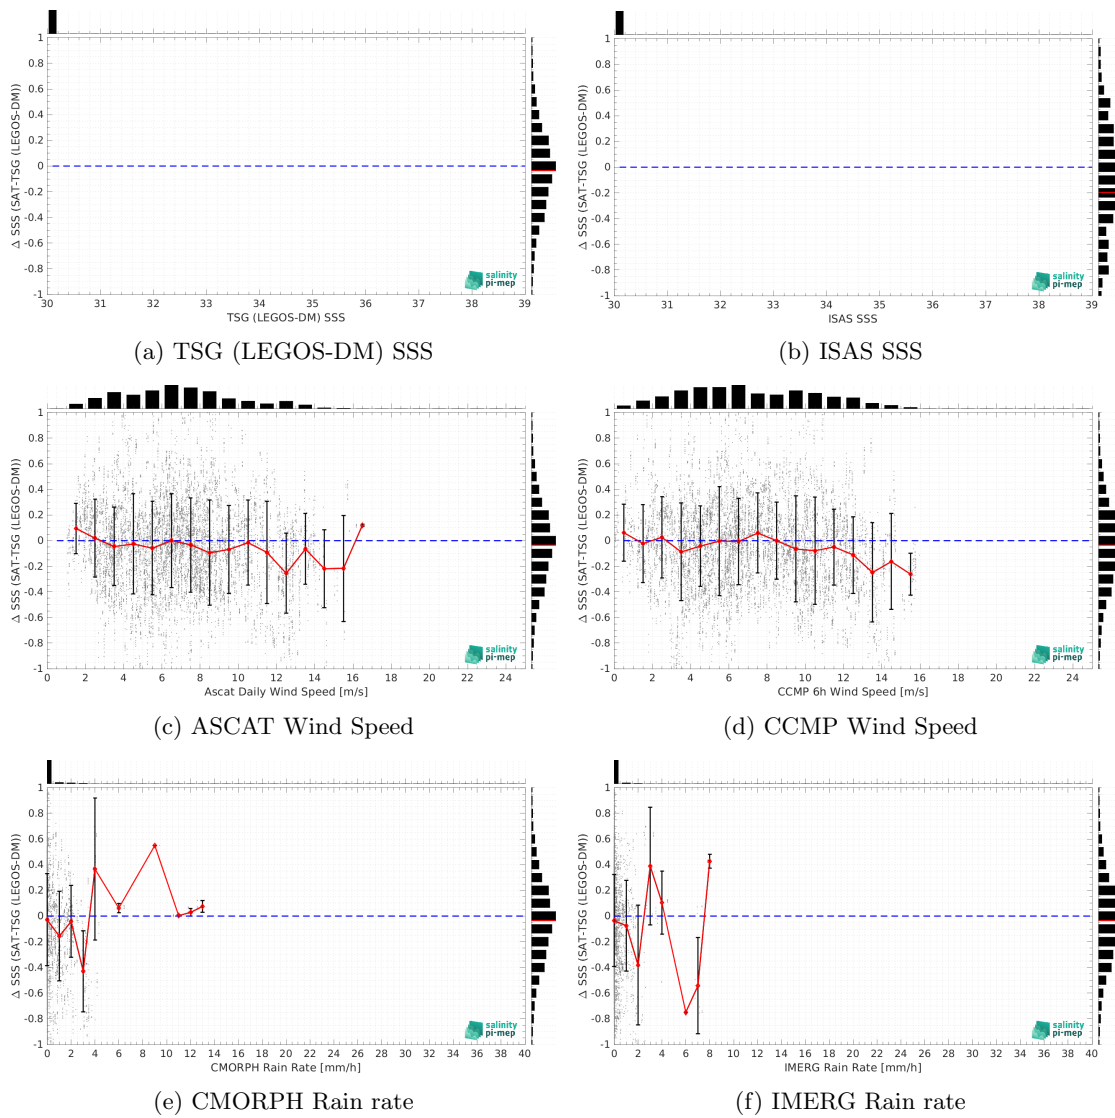 Δ SSS (SAT-TSG (LEGOS-DM))
1
0.8
0.6
0.4
0.2
0
-0.2
-0.4
-0.6
-0.8
-1
salinity
pi-mep
30 31 32 33 34 35 36 37 38 39
TSG (LEGOS-DM) SSS
(a) TSG (LEGOS-DM) SSS
Δ SSS (SAT-TSG (LEGOS-DM))
1
0.8
0.6
0.4
0.2
0
-0.2
-0.4
-0.6
-0.8
-1
salinity
pi-mep
30 31 32 33 34 35 36 37 38 39
ISAS SSS
(b) ISAS SSS
Δ SSS (SAT-TSG (LEGOS-DM))
1
0.8
0.6
0.4
0.2
0
-0.2
-0.4
-0.6
-0.8
-1
salinity
pi-mep
0 2 4 6 8 10 12 14 16 18 20 22 24
Ascat Daily Wind Speed [m/s]
(c) ASCAT Wind Speed
Δ SSS (SAT-TSG (LEGOS-DM))
1
0.8
0.6
0.4
0.2
0
-0.2
-0.4
-0.6
-0.8
-1
salinity
pi-mep
0 2 4 6 8 10 12 14 16 18 20 22 24
CCMP 6h Wind Speed [m/s]
(d) CCMP Wind Speed
Δ SSS (SAT-TSG (LEGOS-DM))
1
0.8
0.6
0.4
0.2
0
-0.2
-0.4
-0.6
-0.8
-1
salinity
pi-mep
0 2 4 6 8 10 12 14 16 18 20 22 24 26 28 30 32 34 36 38 40
CMORPH Rain Rate [mm/h]
(e) CMORPH Rain rate
Δ SSS (SAT-TSG (LEGOS-DM))
1
0.8
0.6
0.4
0.2
0
-0.2
-0.4
-0.6
-0.8
-1
salinity
pi-mep
0 2 4 6 8 10 12 14 16 18 20 22 24 26 28 30 32 34 36 38 40
IMERG Rain Rate [mm/h]
(f) IMERG Rain rate